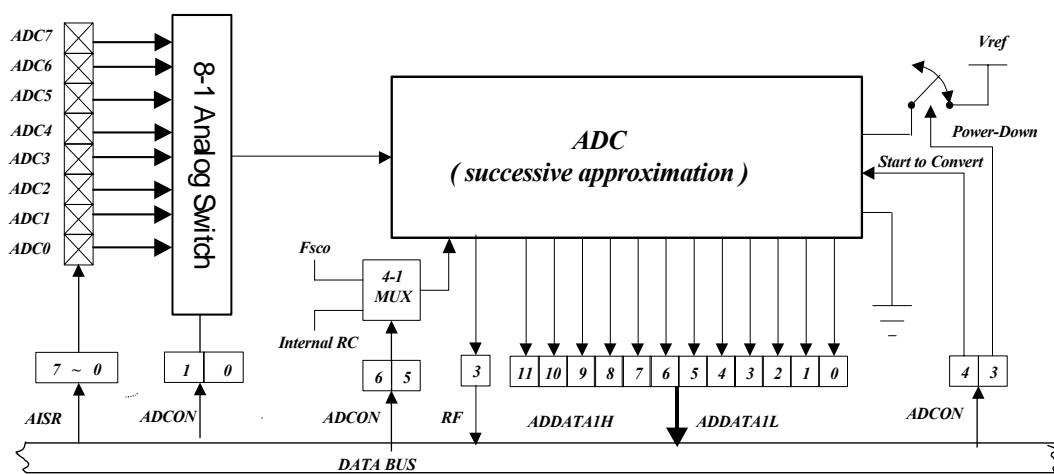 ADC7
ADC6
ADC5
ADC4
ADC3
ADC2
ADC1
ADC0
8-1 Analog Switch
ADC
( successive approximation )
Vref
Power-Down
Start to Convert
Fsco
4-1
MUX
Internal RC
7 ~ 0
1 0
6 5
3
11 10 9 8 7 6 5 4 3 2 1 0
4 3
AISR
ADCON
ADCON
RF
ADDATA1H
ADDATA1L
ADCON
DATA BUS